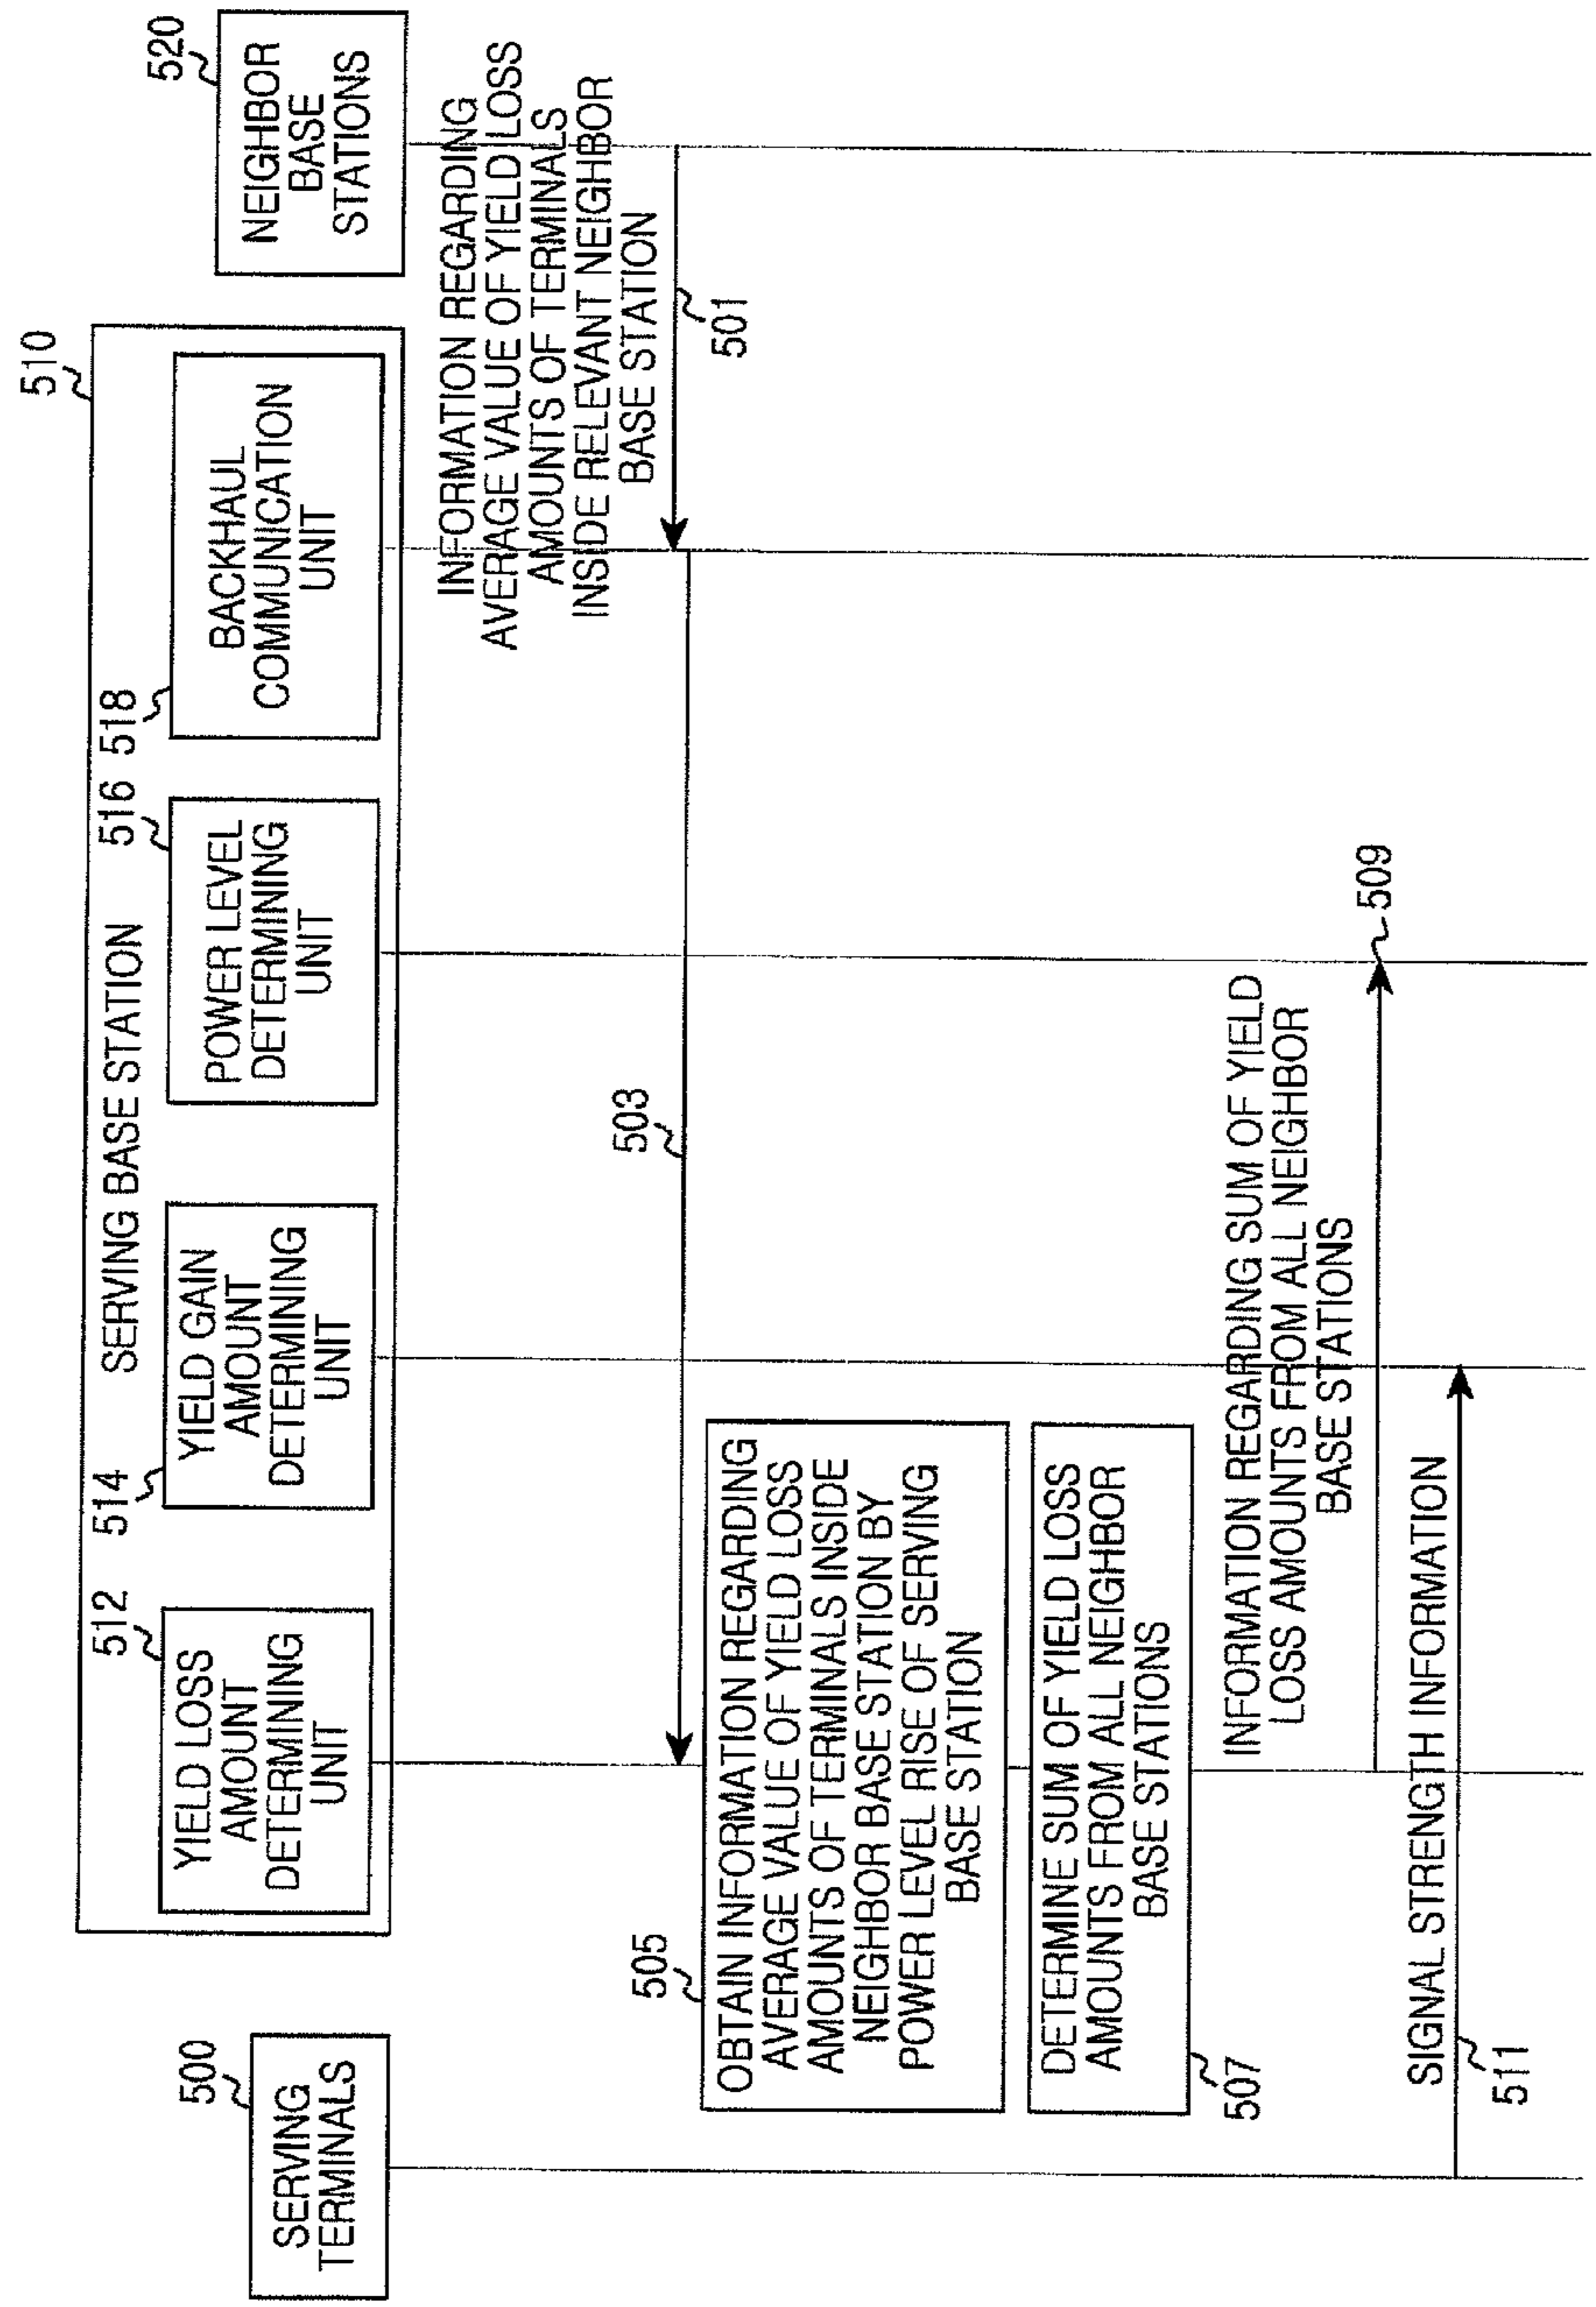 510
SERVING BASE STATION
500
SERVING
TERMINALS
512
YIELD LOSS
AMOUNT
DETERMINING
UNIT
514
YIELD GAIN
AMOUNT
DETERMINING
UNIT
516
POWER LEVEL
DETERMINING
UNIT
518
BACKHAUL
COMMUNICATION
UNIT
520
NEIGHBOR
BASE
STATIONS
INFORMATION REGARDING
AVERAGE VALUE OF YIELD LOSS
AMOUNTS OF TERMINALS
INSIDE RELEVANT NEIGHBOR
BASE STATION
501
503
505
OBTAIN INFORMATION REGARDING
AVERAGE VALUE OF YIELD LOSS
AMOUNTS OF TERMINALS INSIDE
NEIGHBOR BASE STATION BY
POWER LEVEL RISE OF SERVING
BASE STATION
DETERMINE SUM OF YIELD LOSS
AMOUNTS FROM ALL NEIGHBOR
BASE STATIONS
507
INFORMATION REGARDING SUM OF YIELD
LOSS AMOUNTS FROM ALL NEIGHBOR
BASE STATIONS
509
SIGNAL STRENGTH INFORMATION
511